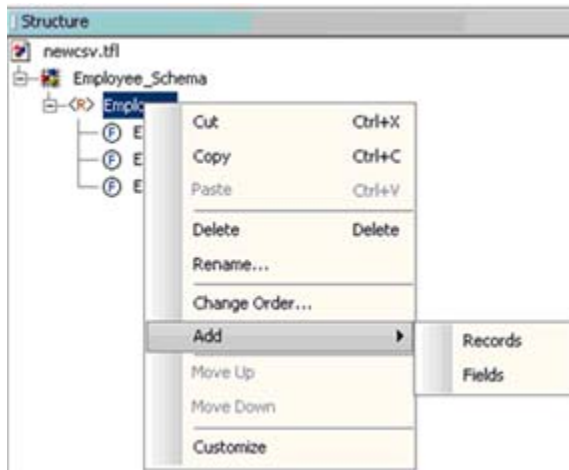 Structure
newcsv.tfl
Employee_Schema
<R> Emplo
F E
F E
F E
Cut Ctrl+X
Copy Ctrl+C
Paste Ctrl+V
Delete Delete
Rename...
Change Order...
Add
Records
Fields
Move Up
Move Down
Customize